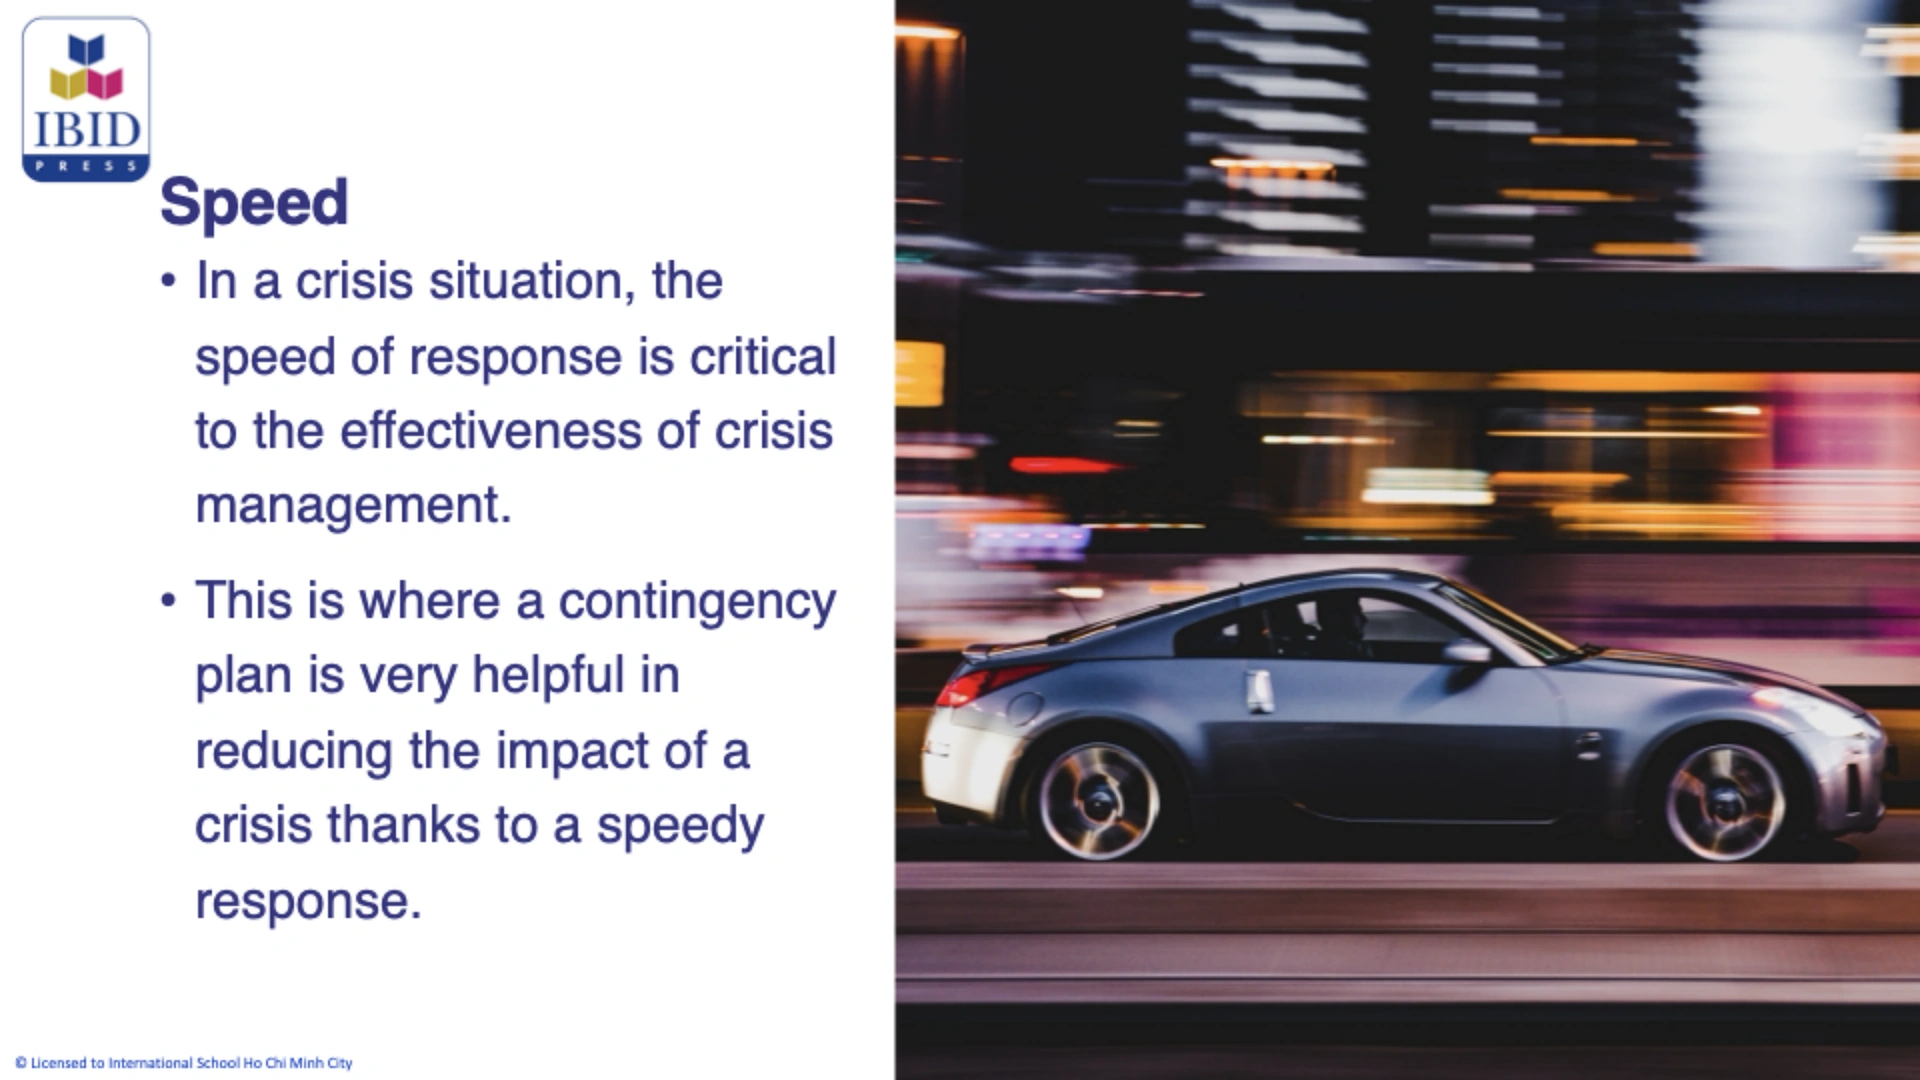 IBID
PRESS
Speed
• In a crisis situation, the
speed of response is critical
to the effectiveness of crisis
management.
• This is where a contingency
plan is very helpful in
reducing the impact of a
crisis thanks to a speedy
response.
© Licensed to International School Ho Chi Minh City